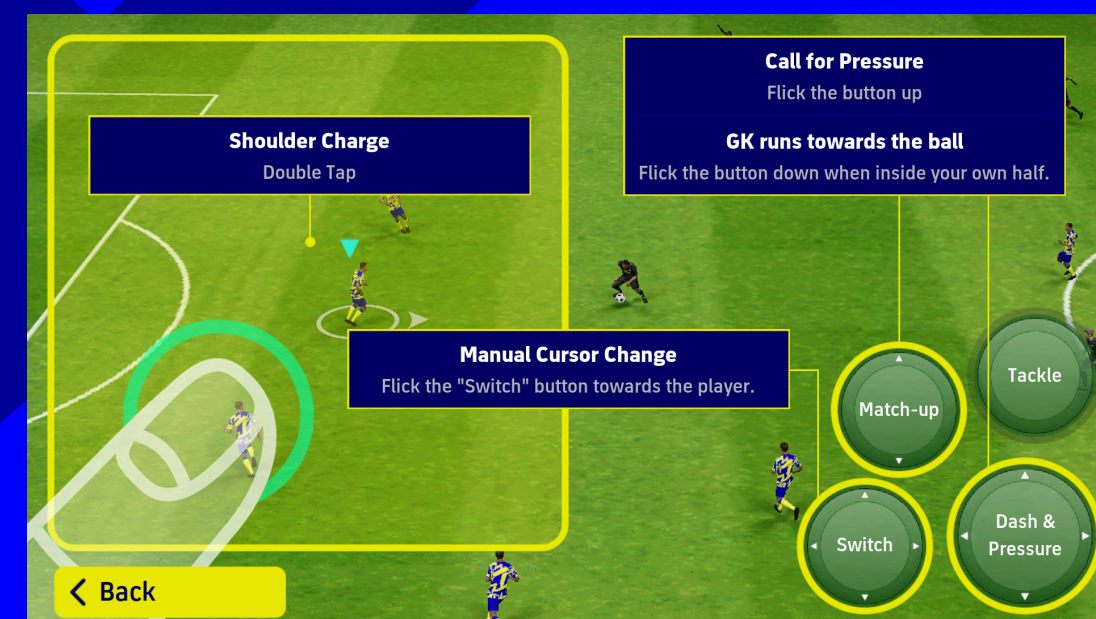 Call for Pressure
Flick the button up
GK runs towards the ball
Flick the button down when inside your own half.
Shoulder Charge
Double Tap
Manual Cursor Change
Flick the "Switch" button towards the player.
Tackle
Match-up
Switch
Dash &
Pressure
Back